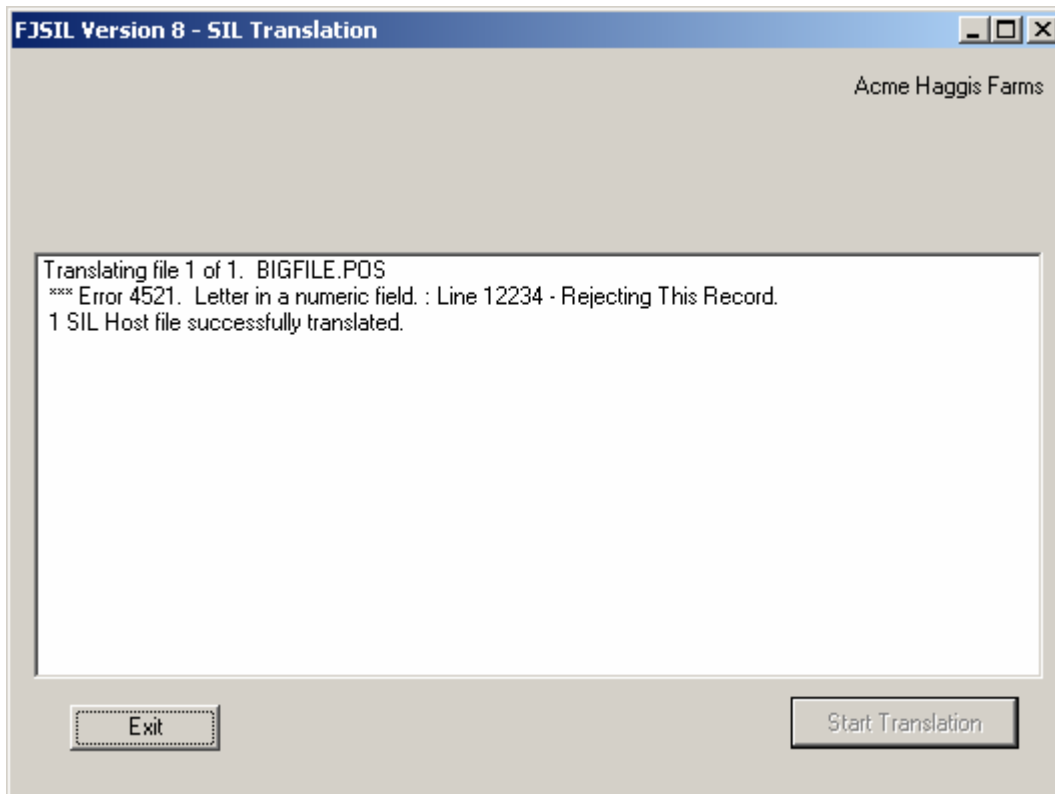 FJSIL Version 8 - SIL Translation
Acme Haggis Farms
Translating file 1 of 1.  BIGFILE.POS
*** Error 4521.  Letter in a numeric field. : Line 12234 - Rejecting This Record.
1 SIL Host file successfully translated.
Exit
Start Translation